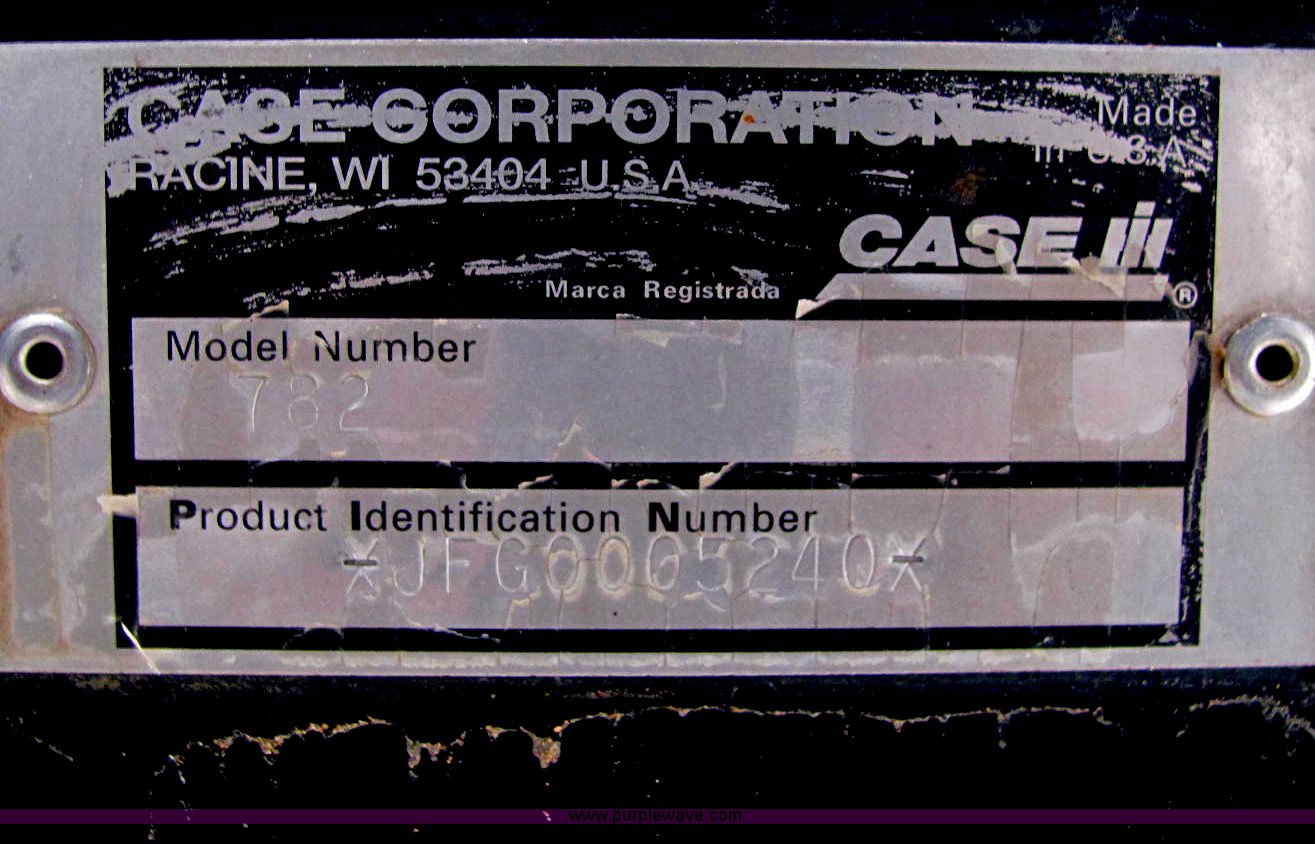 CASE CORPORATION
Made
in U.S.A.
RACINE, WI 53404 U.S.A.
CASE IH®
Marca Registrada
Model Number
782
Product Identification Number
*JFG0005240*
www.purplewave.com